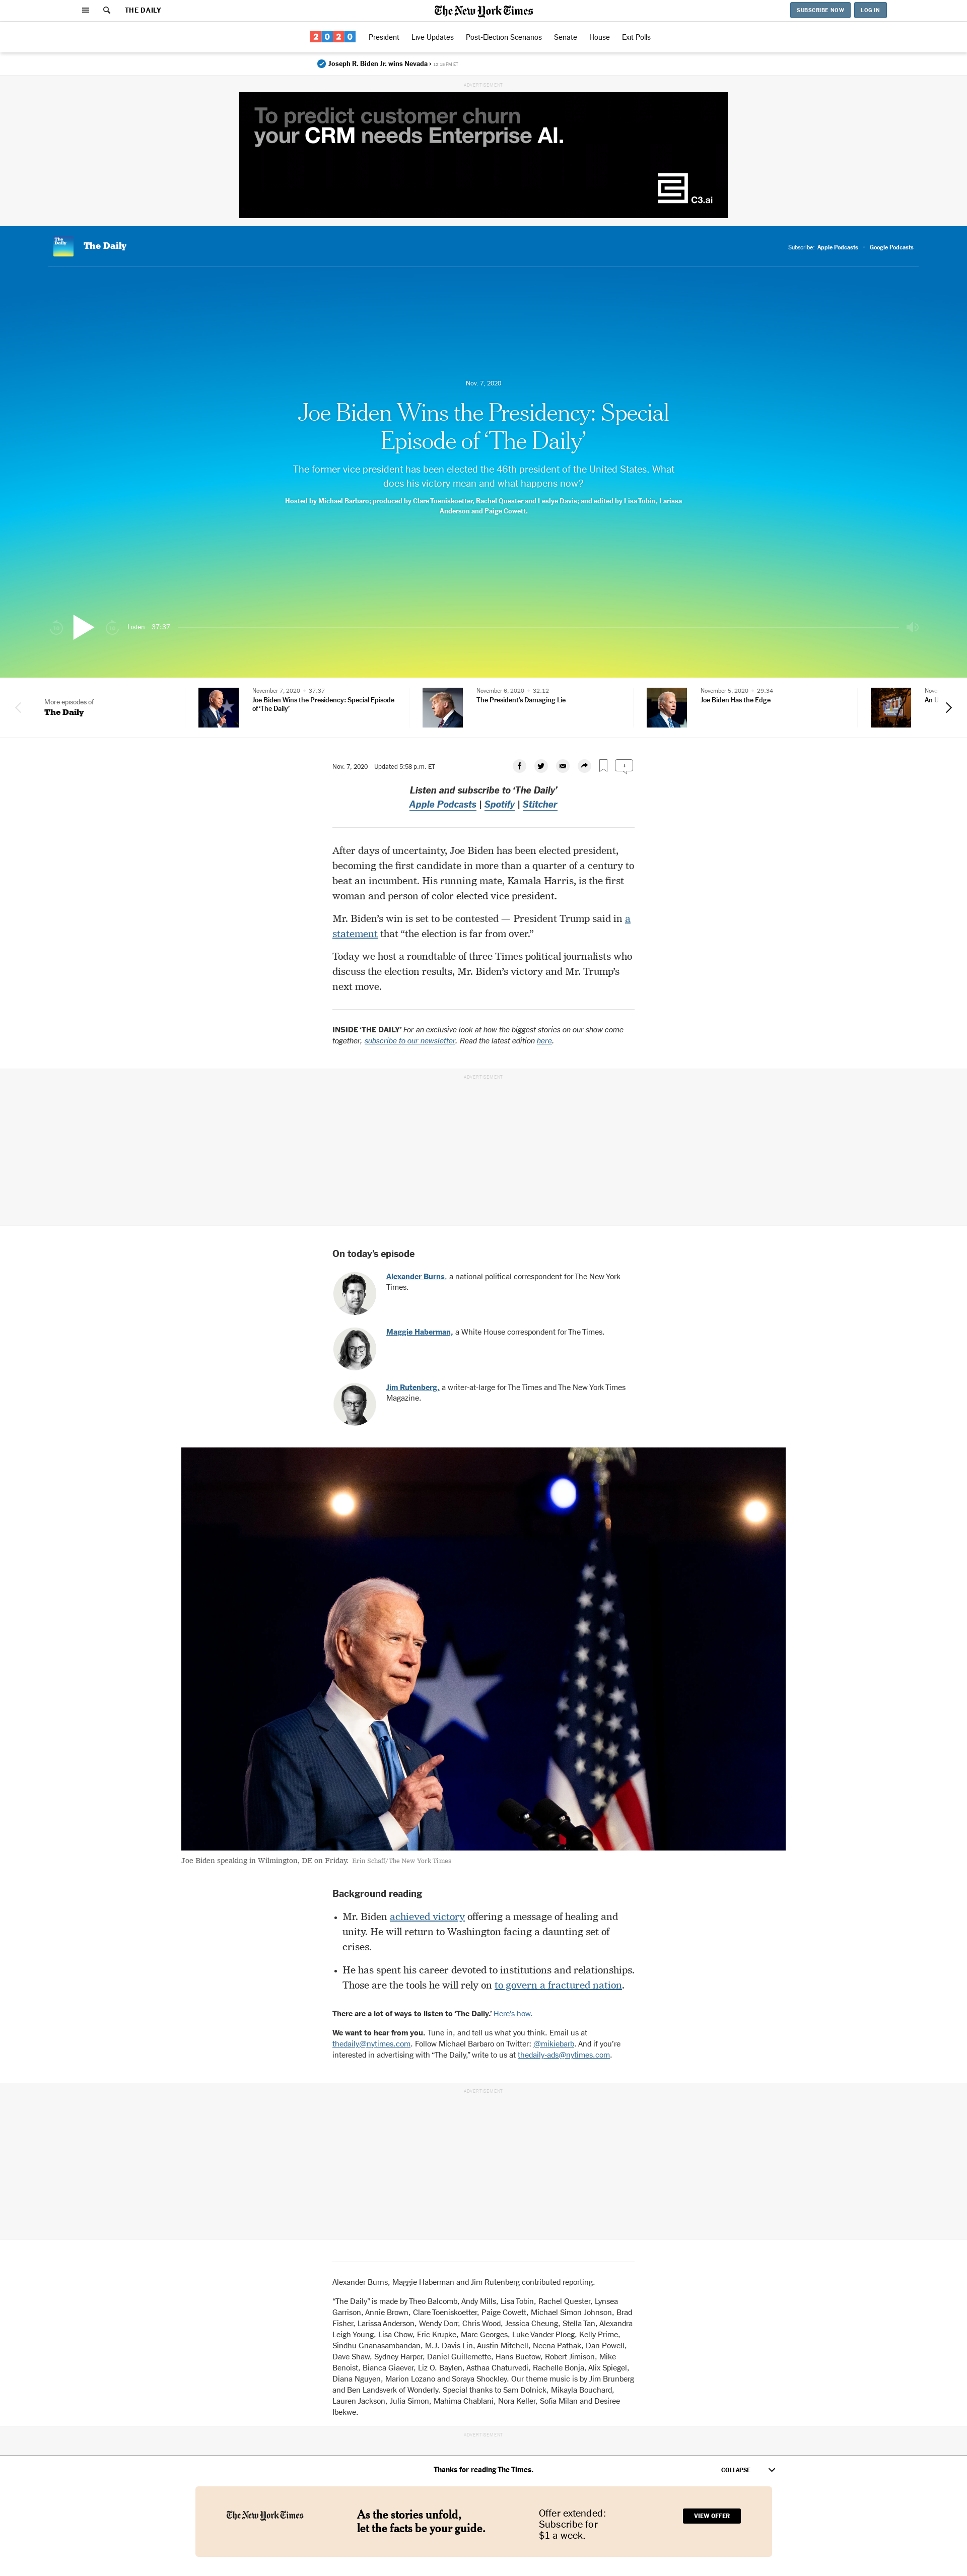 THE DAILY
The New York Times
SUBSCRIBE NOW
LOG IN
2020
President
Live Updates
Post-Election Scenarios
Senate
House
Exit Polls
Joseph R. Biden Jr. wins Nevada › 12:16 PM ET
ADVERTISEMENT
To predict customer churn
your CRM needs Enterprise AI.
C3.ai
The Daily
The Daily
Subscribe: Apple Podcasts · Google Podcasts
Nov. 7, 2020
Joe Biden Wins the Presidency: Special
Episode of ‘The Daily’
The former vice president has been elected the 46th president of the United States. What
does his victory mean and what happens now?
Hosted by Michael Barbaro; produced by Clare Toeniskoetter, Rachel Quester and Leslye Davis; and edited by Lisa Tobin, Larissa
Anderson and Paige Cowett.
Listen 37:37
More episodes of
The Daily
November 7, 2020 · 37:37
Joe Biden Wins the Presidency: Special Episode
of ‘The Daily’
November 6, 2020 · 32:12
The President’s Damaging Lie
November 5, 2020 · 29:34
Joe Biden Has the Edge
Nov. 7, 2020 Updated 5:58 p.m. ET
Listen and subscribe to ‘The Daily’
Apple Podcasts | Spotify | Stitcher
After days of uncertainty, Joe Biden has been elected president,
becoming the first candidate in more than a quarter of a century to
beat an incumbent. His running mate, Kamala Harris, is the first
woman and person of color elected vice president.
Mr. Biden’s win is set to be contested — President Trump said in a
statement that “the election is far from over.”
Today we host a roundtable of three Times political journalists who
discuss the election results, Mr. Biden’s victory and Mr. Trump’s
next move.
INSIDE ‘THE DAILY’ For an exclusive look at how the biggest stories on our show come
together, subscribe to our newsletter. Read the latest edition here.
ADVERTISEMENT
On today’s episode
Alexander Burns, a national political correspondent for The New York
Times.
Maggie Haberman, a White House correspondent for The Times.
Jim Rutenberg, a writer-at-large for The Times and The New York Times
Magazine.
Joe Biden speaking in Wilmington, DE on Friday. Erin Schaff/The New York Times
Background reading
• Mr. Biden achieved victory offering a message of healing and
unity. He will return to Washington facing a daunting set of
crises.
• He has spent his career devoted to institutions and relationships.
Those are the tools he will rely on to govern a fractured nation.
There are a lot of ways to listen to ‘The Daily.’ Here’s how.
We want to hear from you. Tune in, and tell us what you think. Email us at
thedaily@nytimes.com. Follow Michael Barbaro on Twitter: @mikiebarb. And if you’re
interested in advertising with “The Daily,” write to us at thedaily-ads@nytimes.com.
ADVERTISEMENT
Alexander Burns, Maggie Haberman and Jim Rutenberg contributed reporting.
“The Daily” is made by Theo Balcomb, Andy Mills, Lisa Tobin, Rachel Quester, Lynsea
Garrison, Annie Brown, Clare Toeniskoetter, Paige Cowett, Michael Simon Johnson, Brad
Fisher, Larissa Anderson, Wendy Dorr, Chris Wood, Jessica Cheung, Stella Tan, Alexandra
Leigh Young, Lisa Chow, Eric Krupke, Marc Georges, Luke Vander Ploeg, Kelly Prime,
Sindhu Gnanasambandan, M.J. Davis Lin, Austin Mitchell, Neena Pathak, Dan Powell,
Dave Shaw, Sydney Harper, Daniel Guillemette, Hans Buetow, Robert Jimison, Mike
Benoist, Bianca Giaever, Liz O. Baylen, Asthaa Chaturvedi, Rachelle Bonja, Alix Spiegel,
Diana Nguyen, Marion Lozano and Soraya Shockley. Our theme music is by Jim Brunberg
and Ben Landsverk of Wonderly. Special thanks to Sam Dolnick, Mikayla Bouchard,
Lauren Jackson, Julia Simon, Mahima Chablani, Nora Keller, Sofia Milan and Desiree
Ibekwe.
ADVERTISEMENT
Thanks for reading The Times.
COLLAPSE
The New York Times
As the stories unfold,
let the facts be your guide.
Offer extended:
Subscribe for
$1 a week.
VIEW OFFER